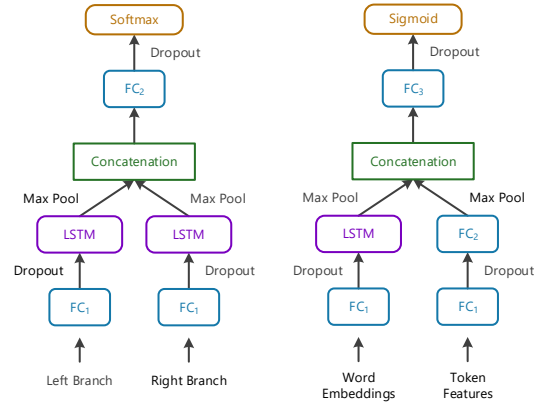 Softmax
Dropout
FC₂
Concatenation
Max Pool
Max Pool
LSTM
LSTM
Dropout
Dropout
FC₁
FC₁
Left Branch
Right Branch
Sigmoid
Dropout
FC₃
Concatenation
Max Pool
Max Pool
LSTM
FC₂
Dropout
Dropout
FC₁
FC₁
Word
Embeddings
Token
Features